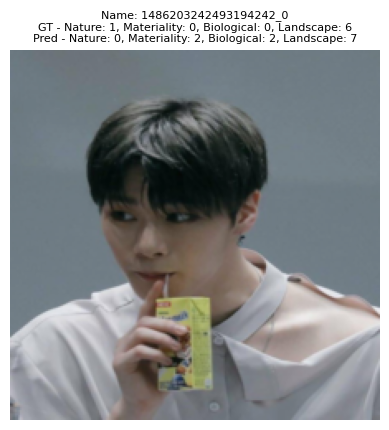 Name: 1486203242493194242_0
GT - Nature: 1, Materiality: 0, Biological: 0, Landscape: 6
Pred - Nature: 0, Materiality: 2, Biological: 2, Landscape: 7